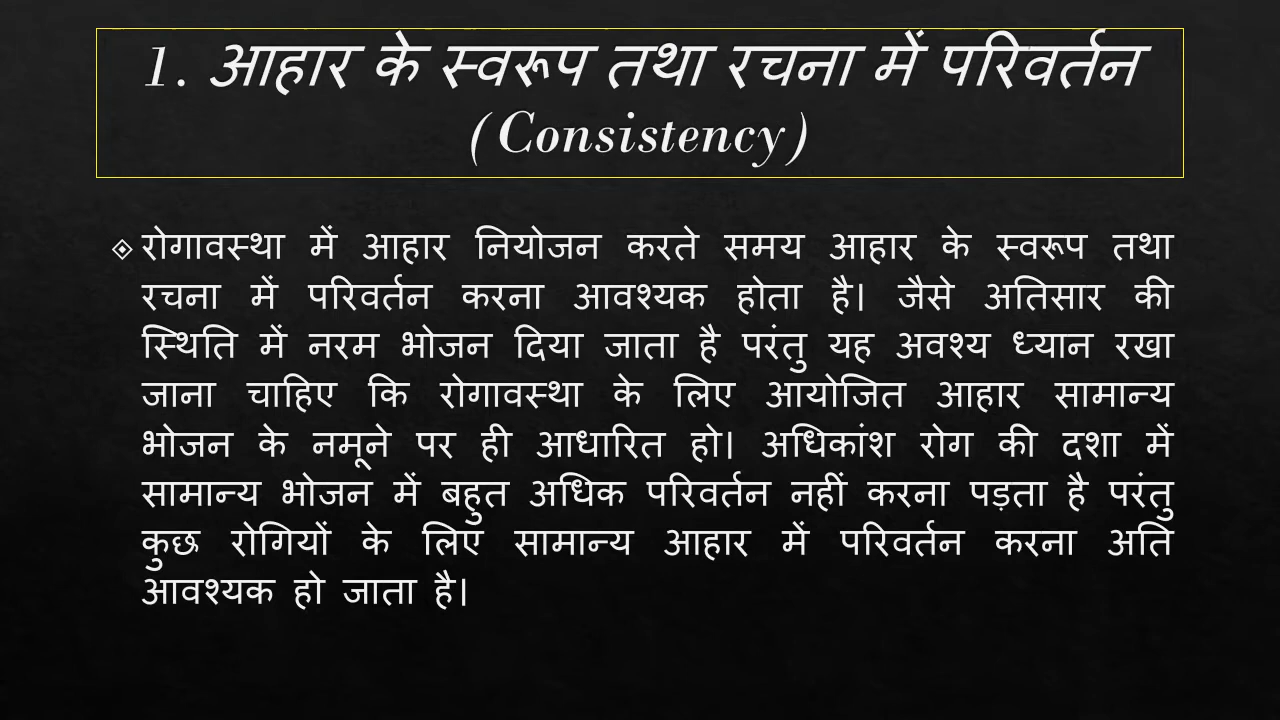 1. आहार के स्वरूप तथा रचना में परिवर्तन
(Consistency)
रोगावस्था में आहार नियोजन करते समय आहार के स्वरूप तथा
रचना में परिवर्तन करना आवश्यक होता है। जैसे अतिसार की
स्थिति में नरम भोजन दिया जाता है परंतु यह अवश्य ध्यान रखा
जाना चाहिए कि रोगावस्था के लिए आयोजित आहार सामान्य
भोजन के नमूने पर ही आधारित हो। अधिकांश रोग की दशा में
सामान्य भोजन में बहुत अधिक परिवर्तन नहीं करना पड़ता है परंतु
कुछ रोगियों के लिए सामान्य आहार में परिवर्तन करना अति
आवश्यक हो जाता है।